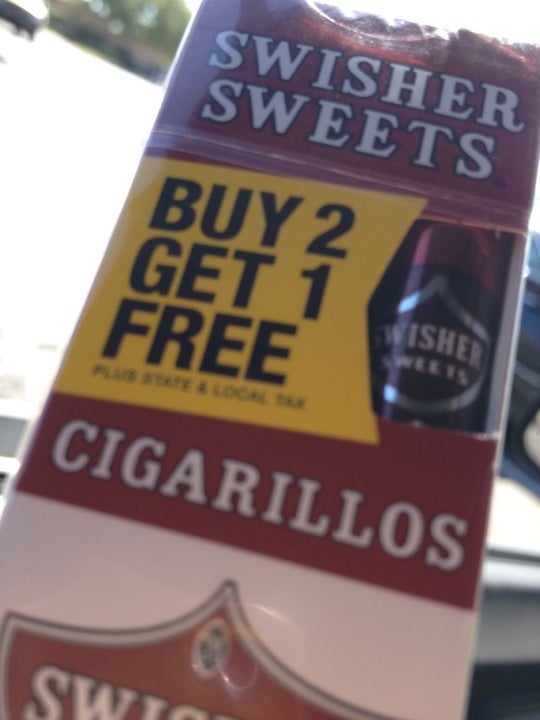 SWISHER
SWEETS
BUY 2
GET 1
FREE
PLUS STATE & LOCAL TAX
SWISHER
SWEETS
CIGARILLOS